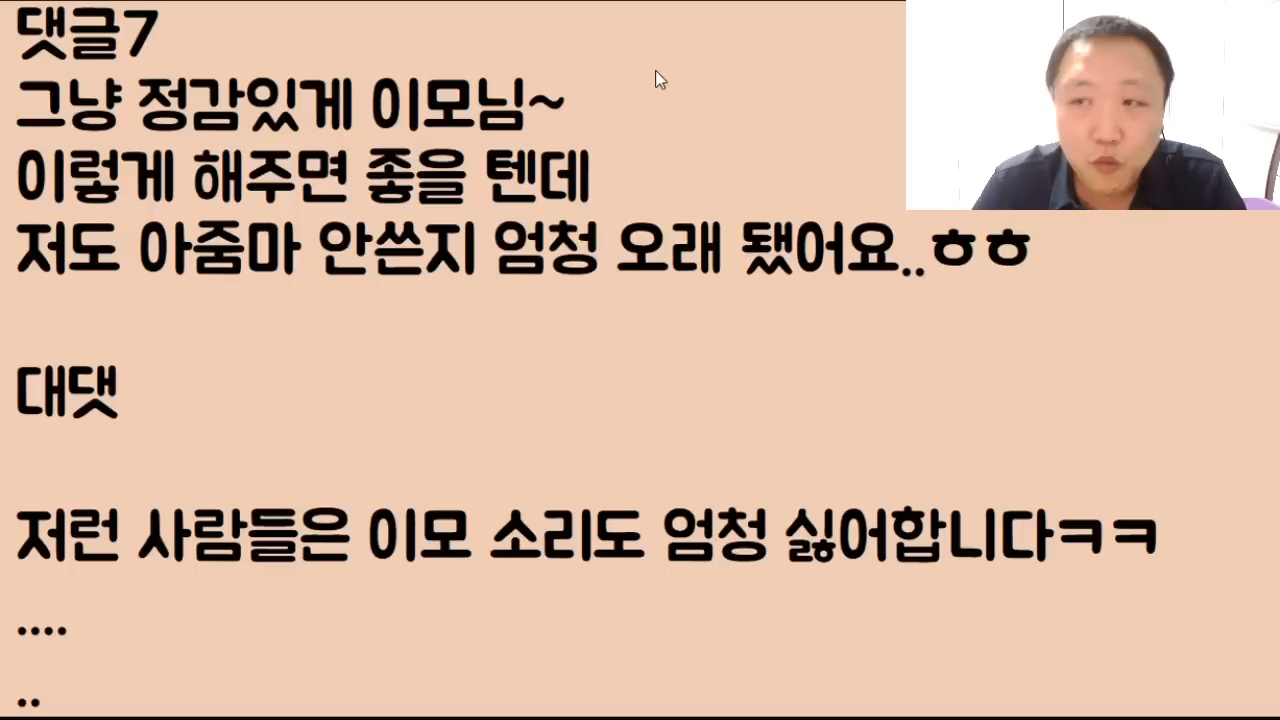 댓글7
그냥 정감있게 이모님~
이렇게 해주면 좋을 텐데
저도 아줌마 안쓴지 엄청 오래 됐어요..ㅎㅎ
대댓
저런 사람들은 이모 소리도 엄청 싫어합니다ㅋㅋ
....
..